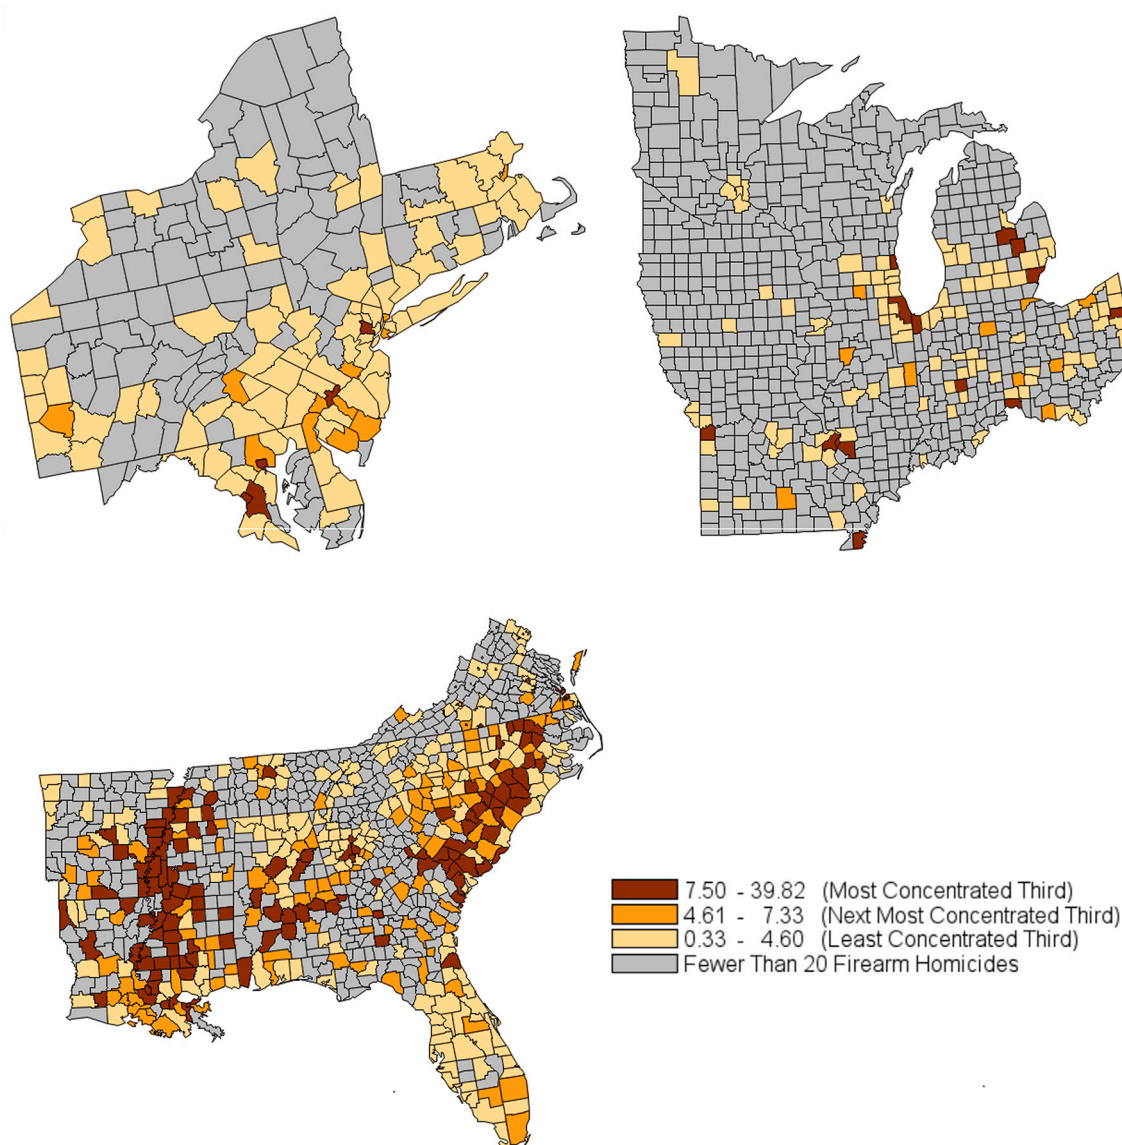 7.50 - 39.82 (Most Concentrated Third)
4.61 - 7.33 (Next Most Concentrated Third)
0.33 - 4.60 (Least Concentrated Third)
Fewer Than 20 Firearm Homicides